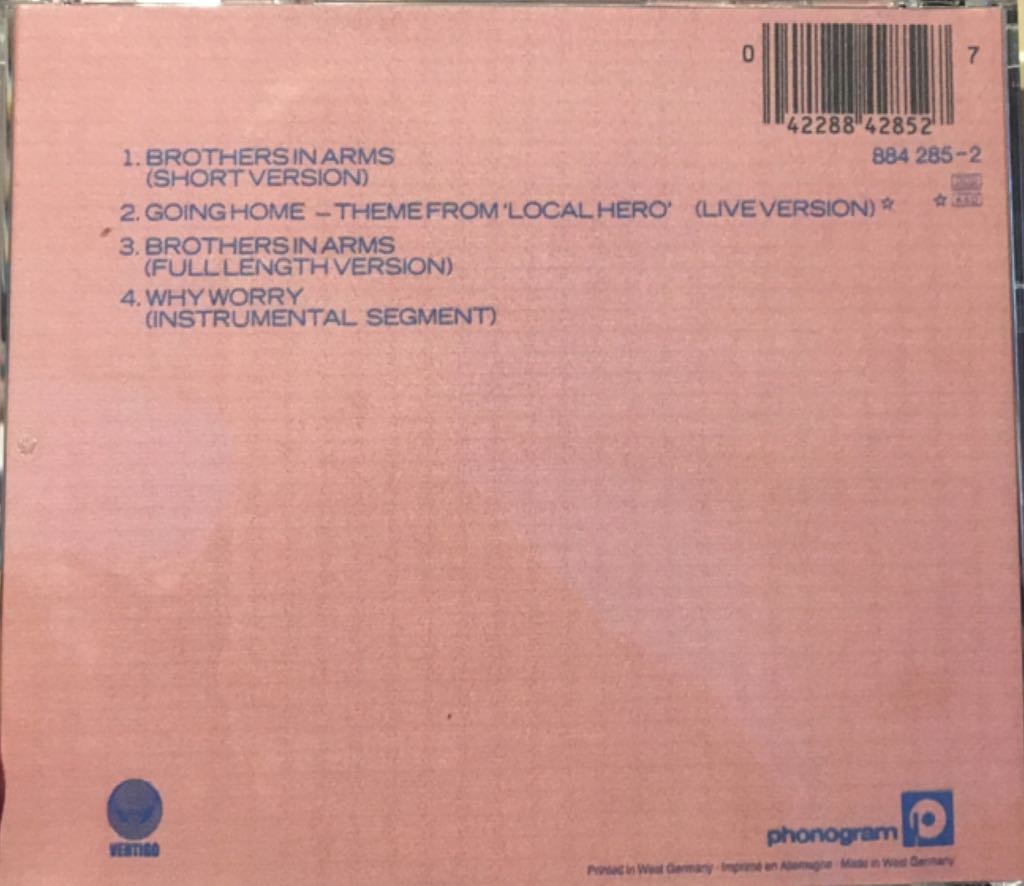 0 7
42288 42852
884 285-2
1. BROTHERS IN ARMS
(SHORT VERSION)
2. GOING HOME – THEME FROM 'LOCAL HERO' (LIVE VERSION)☆
☆
3. BROTHERS IN ARMS
(FULL LENGTH VERSION)
4. WHY WORRY
(INSTRUMENTAL SEGMENT)
VERTIGO
phonogram
Printed in West Germany · Imprimé en Allemagne · Made in West Germany